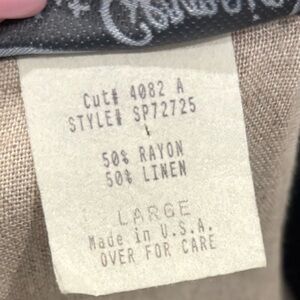 Cut# 4082 A
STYLE# SP72725
50% RAYON
50% LINEN
LARGE
Made in U.S.A.
OVER FOR CARE